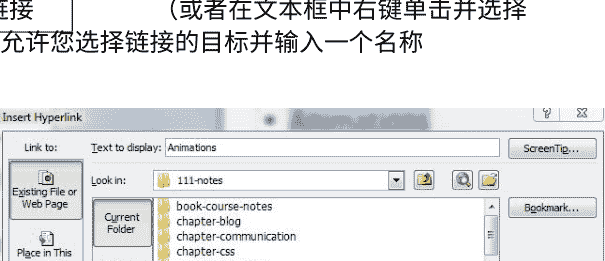 链接 （或者在文本框中右键单击并选择
允许您选择链接的目标并输入一个名称
Insert Hyperlink
Link to: Text to display: Animations ScreenTip...
Existing File or Web Page Look in: 111-notes
Current Folder book-course-notes Bookmark...
chapter-blog
chapter-communication
Place in This chapter-css